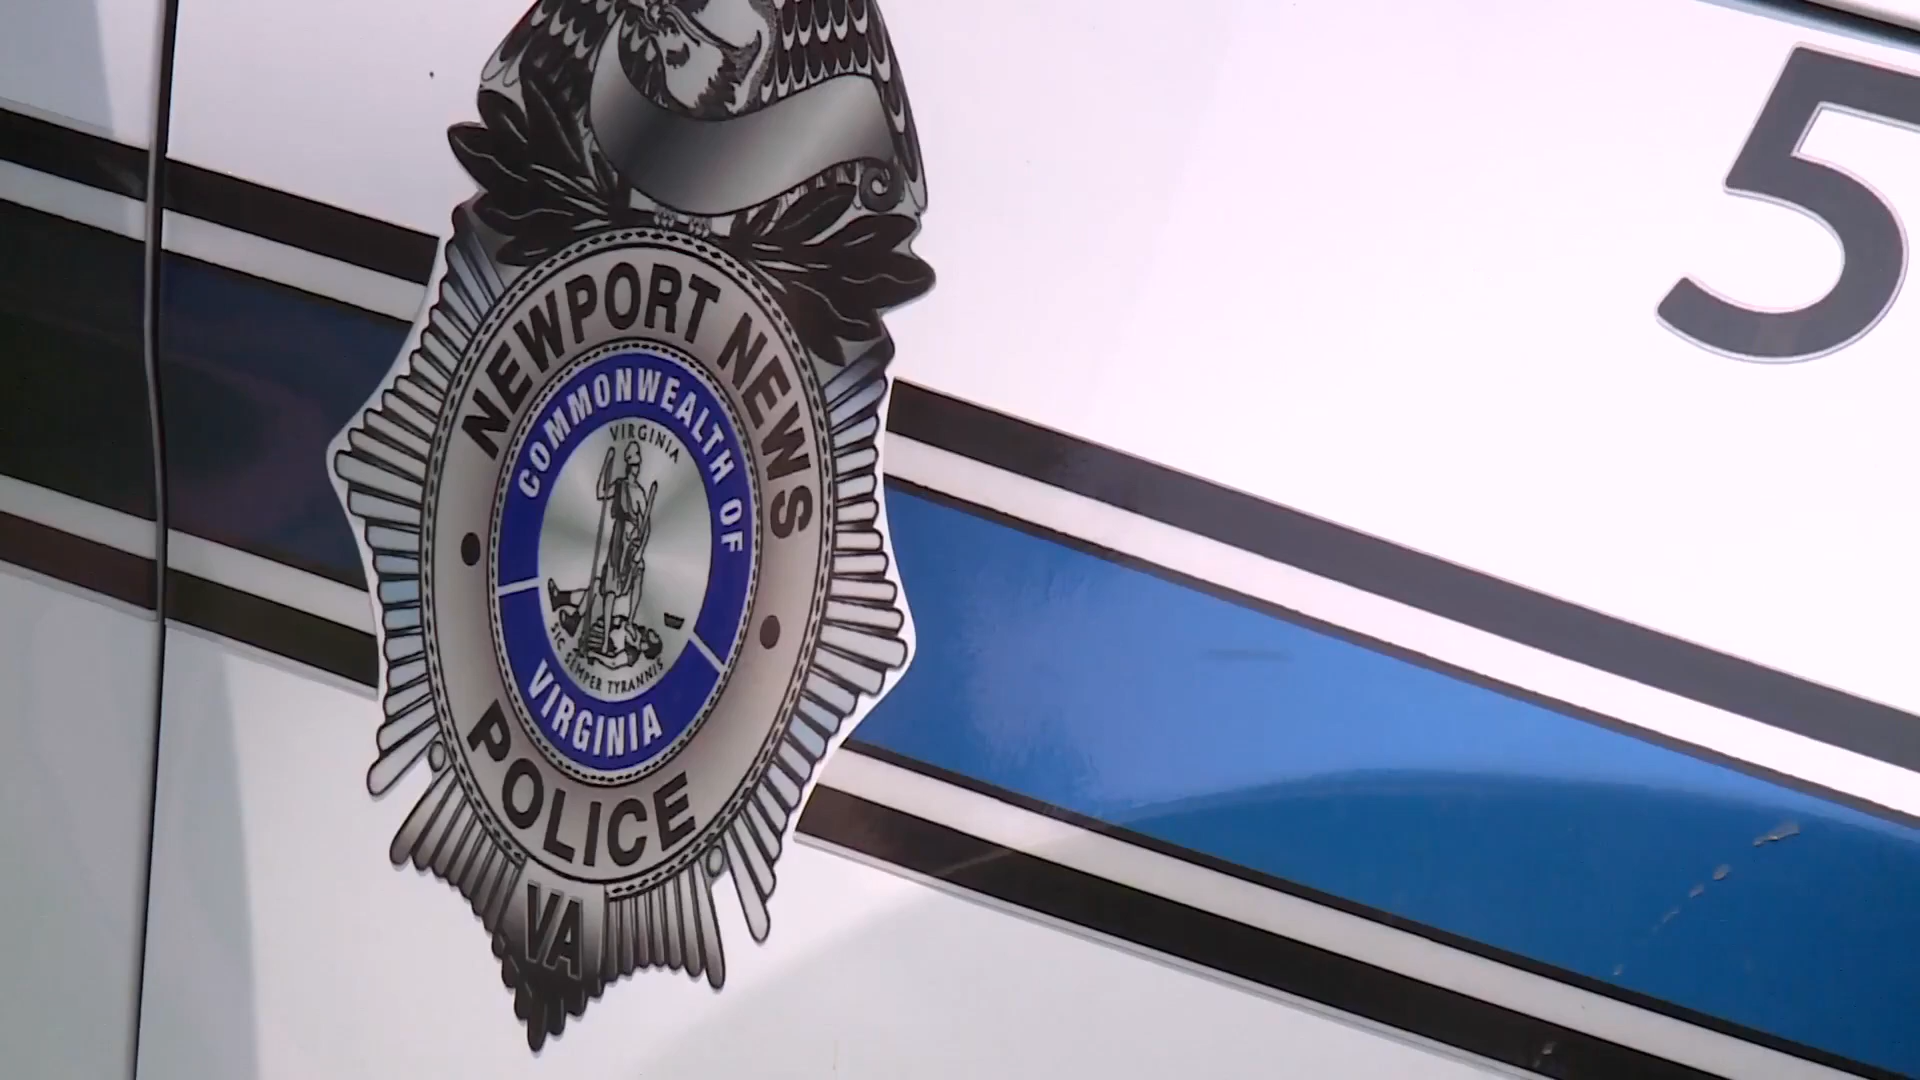 5
NEWPORT NEWS
COMMONWEALTH OF
VIRGINIA
SIC SEMPER TYRANNIS
VIRGINIA
POLICE
VA